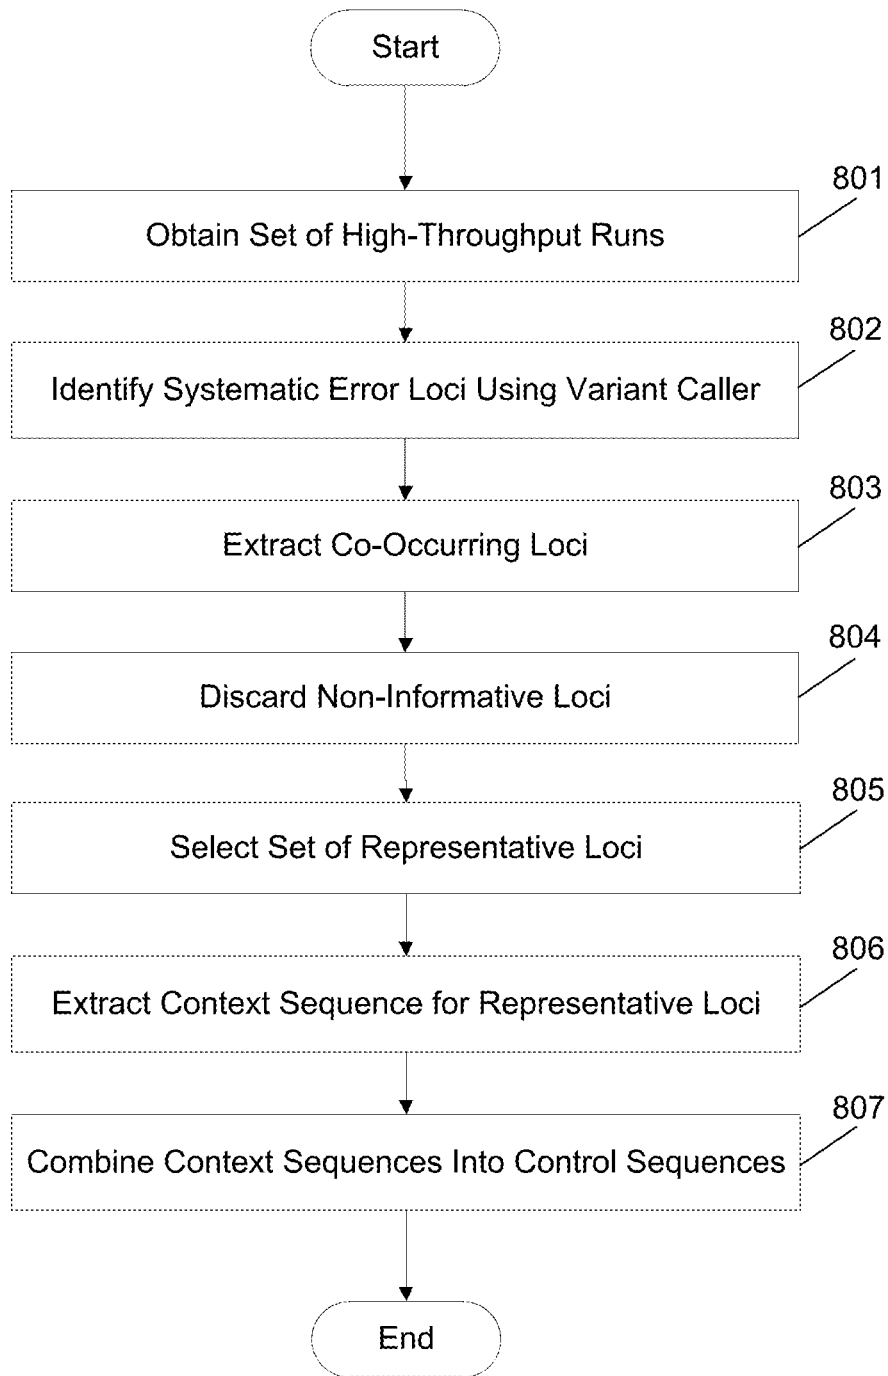 Start
801
Obtain Set of High-Throughput Runs
802
Identify Systematic Error Loci Using Variant Caller
803
Extract Co-Occurring Loci
804
Discard Non-Informative Loci
805
Select Set of Representative Loci
806
Extract Context Sequence for Representative Loci
807
Combine Context Sequences Into Control Sequences
End